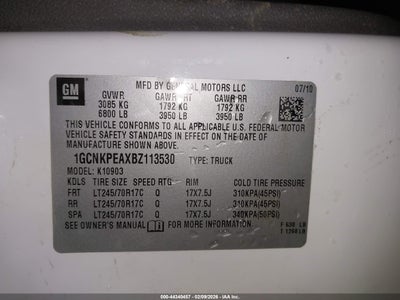 GM
MFD BY GENERAL MOTORS LLC 07/10
GVWR GAWR FRT GAWR RR
3085 KG 1792 KG 1792 KG
6800 LB 3950 LB 3950 LB
THIS VEHICLE CONFORMS TO ALL APPLICABLE U.S. FEDERAL MOTOR
VEHICLE SAFETY STANDARDS IN EFFECT ON THE DATE OF
MANUFACTURE SHOWN ABOVE.
1GCNKPEAXBZ113530 TYPE: TRUCK
MODEL: K10903
TIRE SIZE SPEED RTG RIM COLD TIRE PRESSURE
FRT LT245/70R17C Q 17X7.5J 310KPA(45PSI)
RR LT245/70R17C Q 17X7.5J 310KPA(45PSI)
SPA LT245/70R17C Q 17X7.5J 340KPA(50PSI)
SEE OWNER'S MANUAL FOR ADDITIONAL INFORMATION
000-44340467 - 02/09/2026 - IAAI.COM